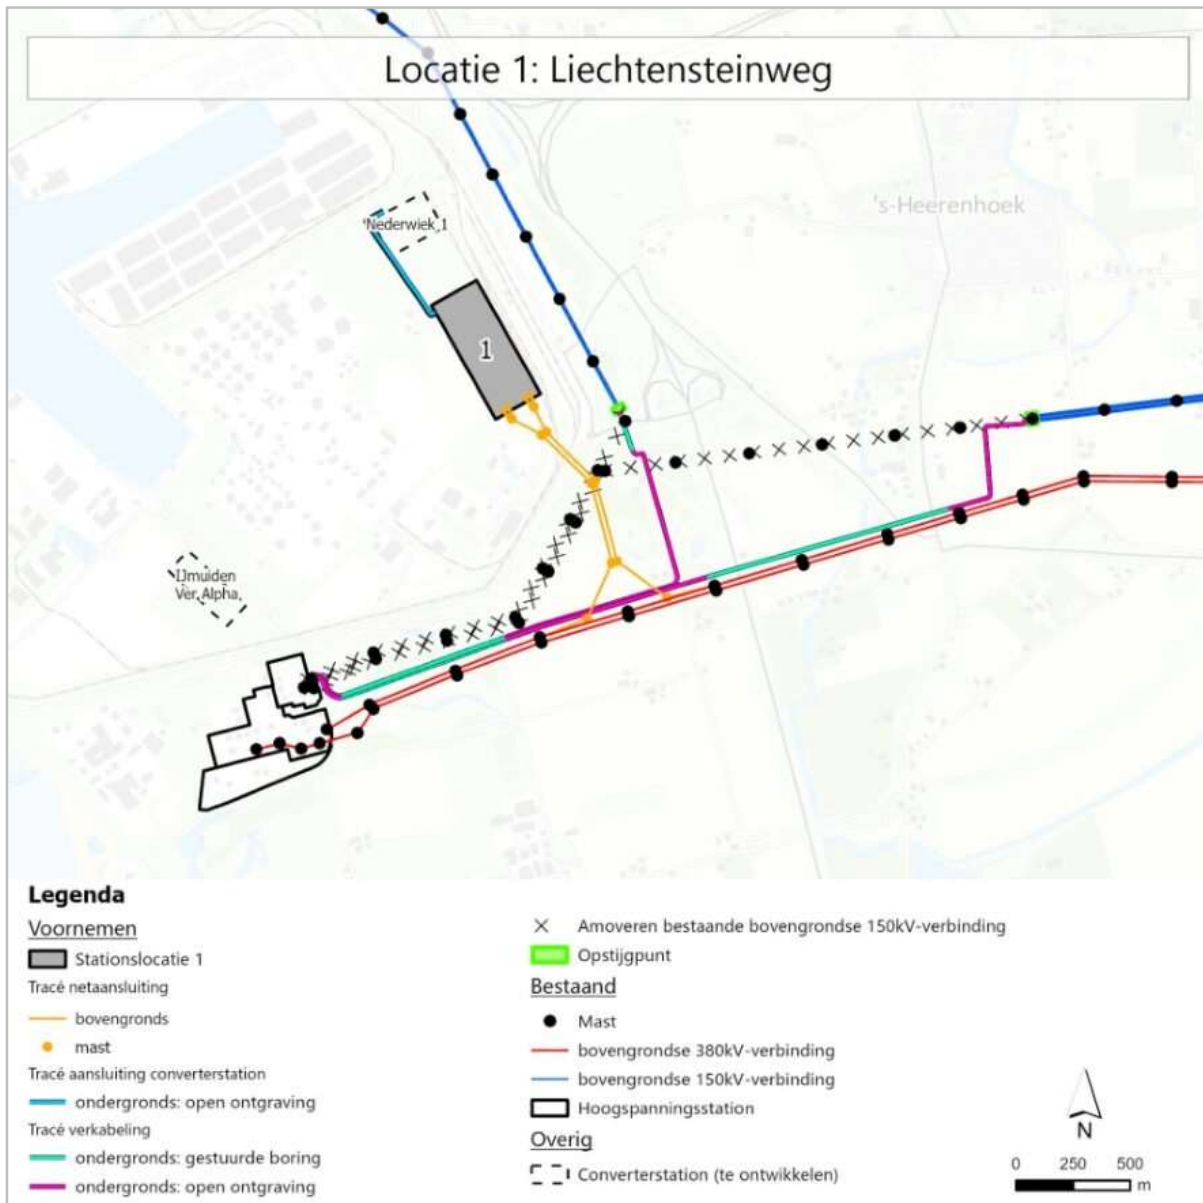 Locatie 1: Liechtensteinweg
's-Heerenhoek
Nederwiek 1
1
IJmuiden
Ver Alpha
Legenda
Voornemen
Stationslocatie 1
Tracé netaansluiting
bovengronds
mast
Tracé aansluiting converterstation
ondergronds: open ontgraving
Tracé verkabeling
ondergronds: gestuurde boring
ondergronds: open ontgraving
Amoveren bestaande bovengrondse 150kV-verbinding
Opstijgpunt
Bestaand
Mast
bovengrondse 380kV-verbinding
bovengrondse 150kV-verbinding
Hoogspanningsstation
Overig
Converterstation (te ontwikkelen)
N
0 250 500
m